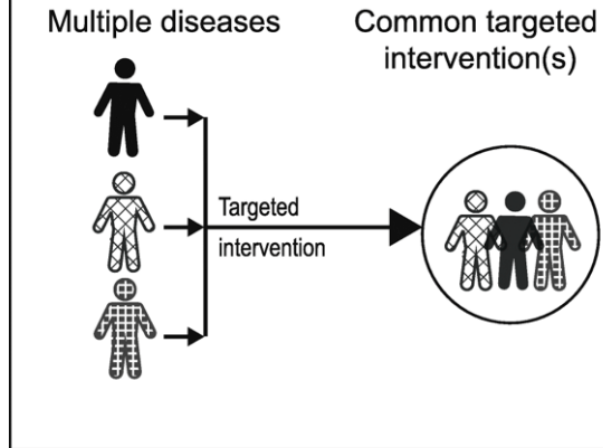 Multiple diseases
Common targeted
intervention(s)
Targeted
intervention